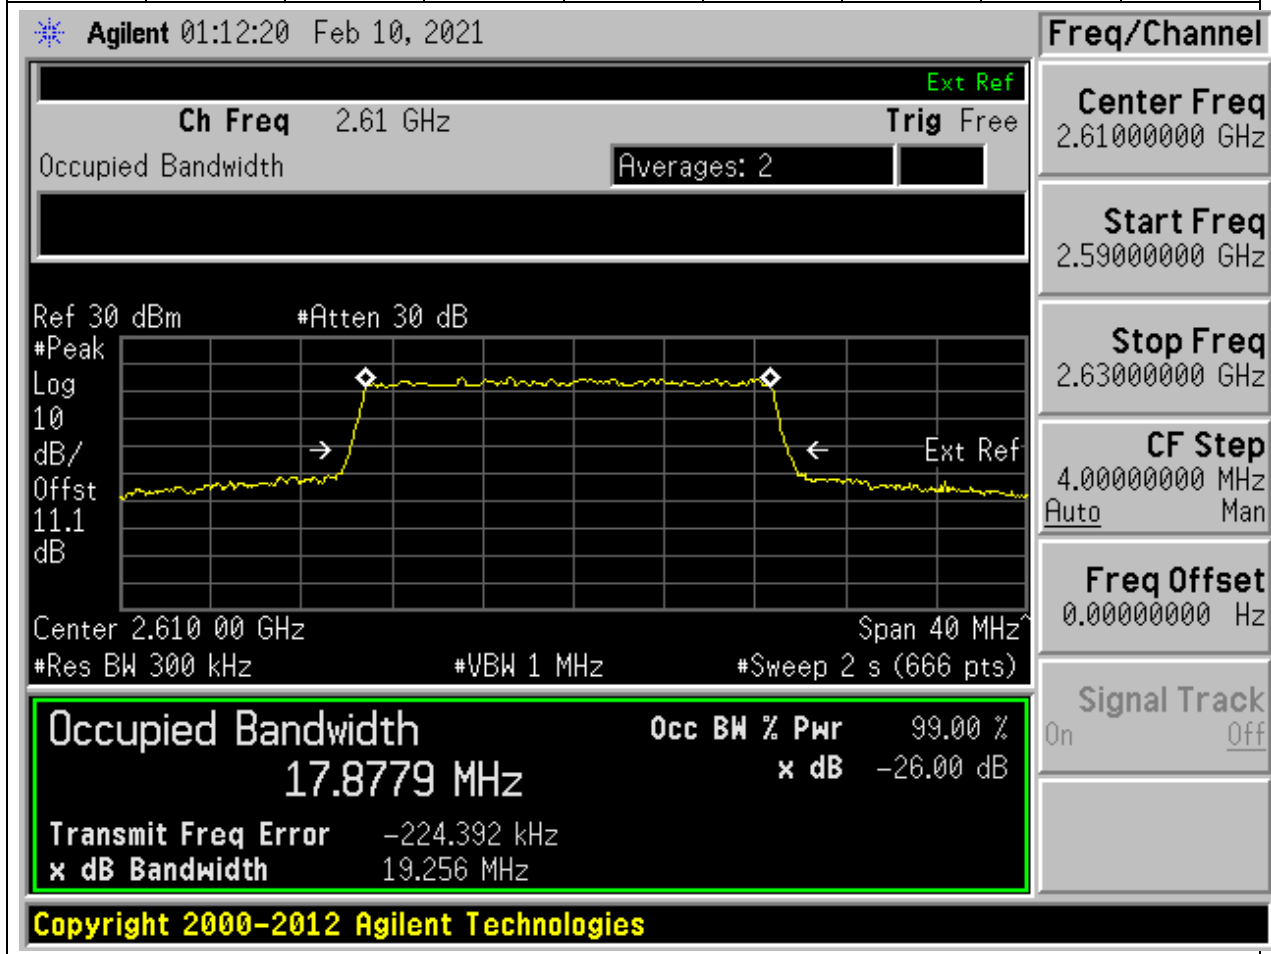 Agilent 01:12:20 Feb 10, 2021
Freq/Channel
Ext Ref
Ch Freq 2.61 GHz Trig Free
Occupied Bandwidth Averages: 2
Center Freq
2.61000000 GHz
Start Freq
2.59000000 GHz
Stop Freq
2.63000000 GHz
CF Step
4.00000000 MHz
Auto Man
Freq Offset
0.00000000 Hz
Signal Track
On Off
Ref 30 dBm #Atten 30 dB
#Peak
Log
10
dB/
Offst
11.1
dB
→ ← Ext Ref
Center 2.610 00 GHz Span 40 MHz^
#Res BW 300 kHz #VBW 1 MHz #Sweep 2 s (666 pts)
Occupied Bandwidth Occ BW % Pwr 99.00 %
17.8779 MHz x dB -26.00 dB
Transmit Freq Error -224.392 kHz
x dB Bandwidth 19.256 MHz
Copyright 2000-2012 Agilent Technologies